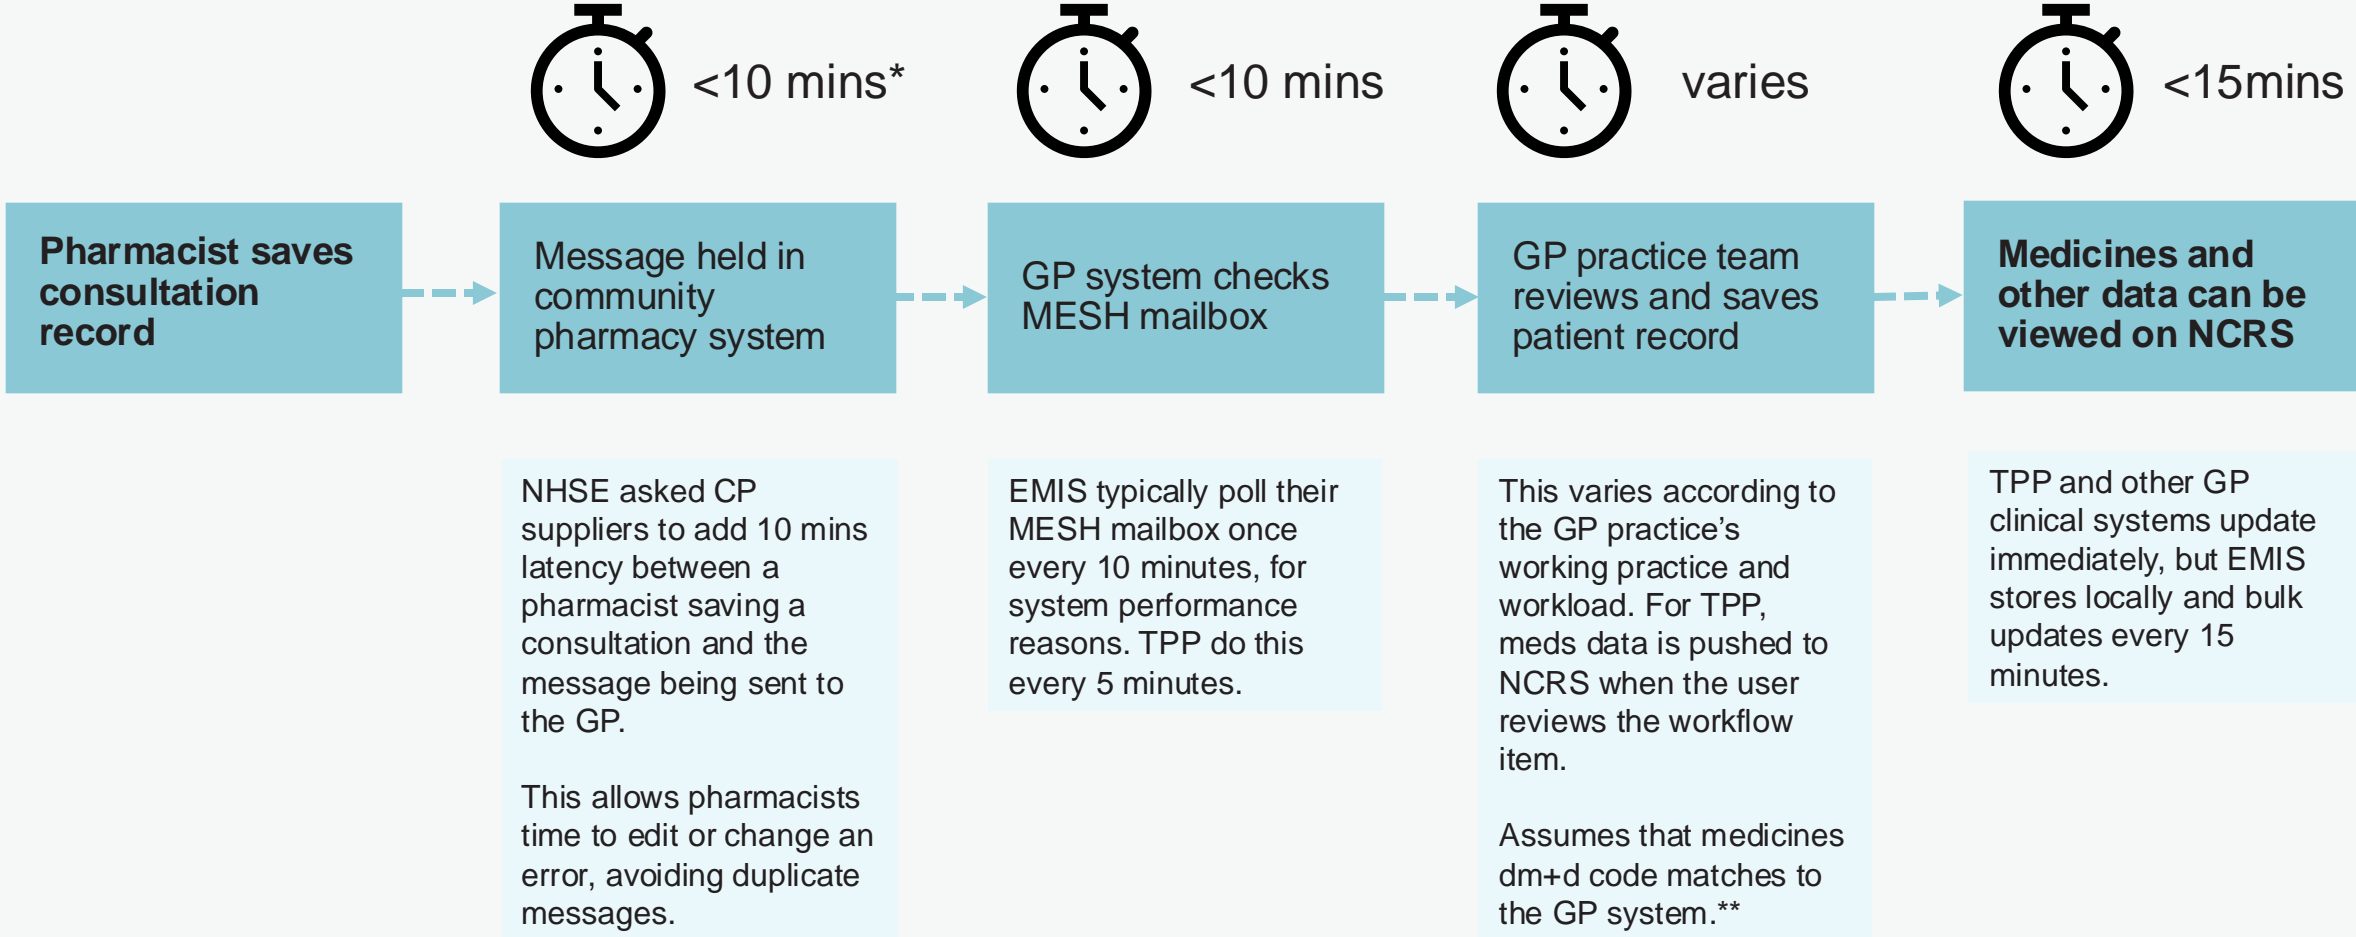 <10 mins*
<10 mins
varies
<15mins
Pharmacist saves
consultation
record
Message held in
community
pharmacy system
GP system checks
MESH mailbox
GP practice team
reviews and saves
patient record
Medicines and
other data can be
viewed on NCRS
NHSE asked CP
suppliers to add 10 mins
latency between a
pharmacist saving a
consultation and the
message being sent to
the GP.
This allows pharmacists
time to edit or change an
error, avoiding duplicate
messages.
EMIS typically poll their
MESH mailbox once
every 10 minutes, for
system performance
reasons. TPP do this
every 5 minutes.
This varies according to
the GP practice’s
working practice and
workload. For TPP,
meds data is pushed to
NCRS when the user
reviews the workflow
item.
Assumes that medicines
dm+d code matches to
the GP system.**
TPP and other GP
clinical systems update
immediately, but EMIS
stores locally and bulk
updates every 15
minutes.